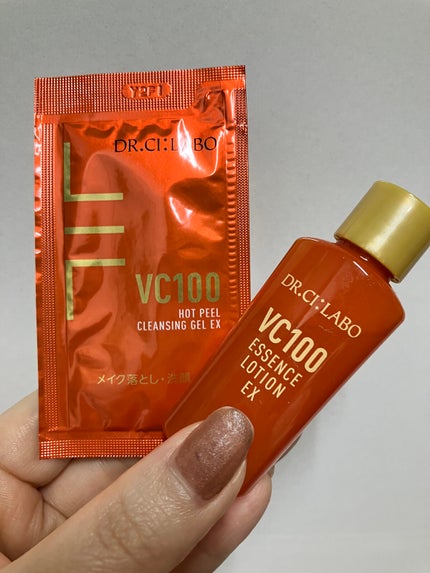 Y2F1
DR.CI:LABO
VC100
HOT PEEL
CLEANSING GEL EX
メイク落とし・洗顔
DR.CI:LABO
VC100
ESSENCE
LOTION
EX